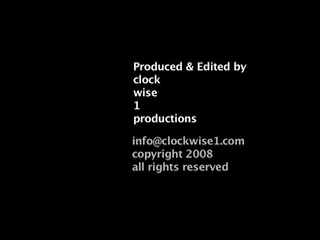 Produced & Edited by
clock
wise
1
productions
info@clockwise1.com
copyright 2008
all rights reserved